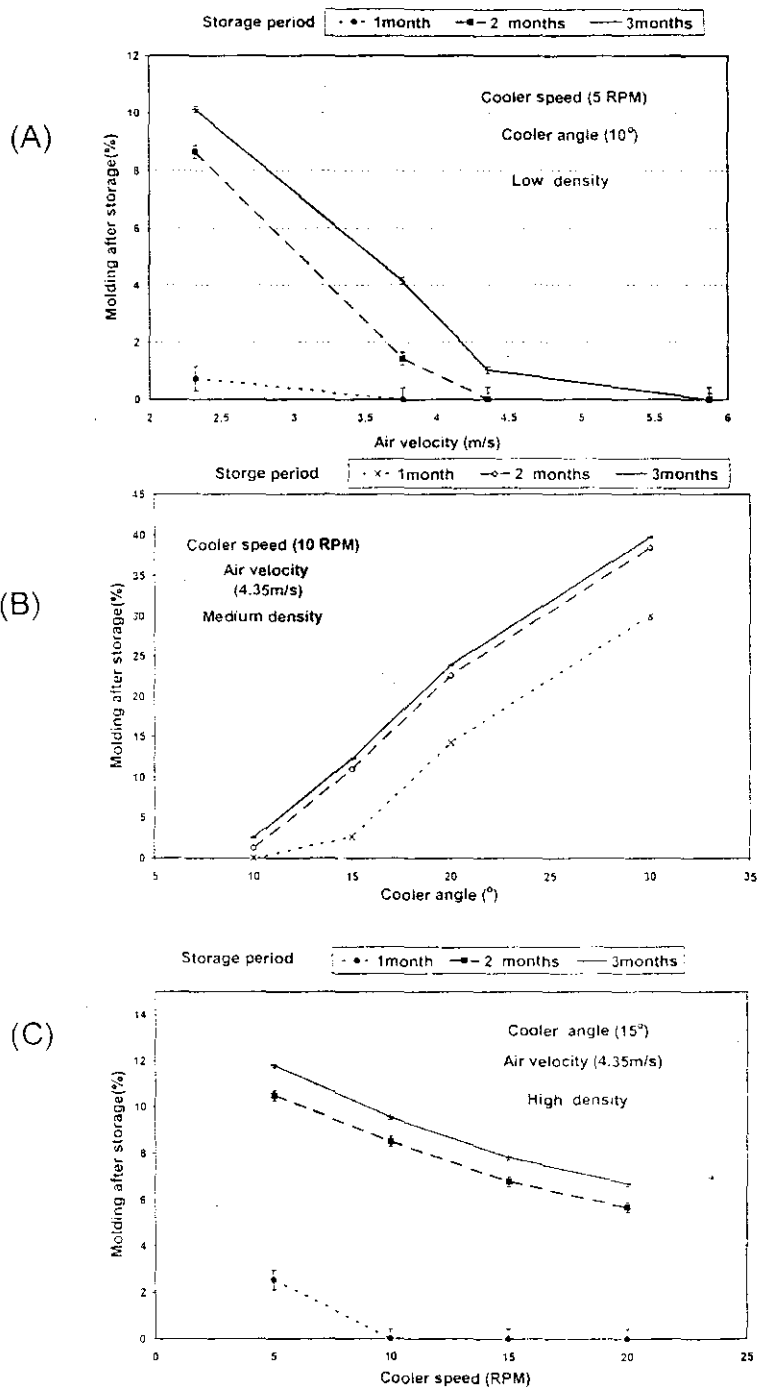 Storage period 1month 2 months 3months
(A)
Molding after storage(%)
12
10
8
6
4
2
0
Cooler speed (5 RPM)
Cooler angle (10°)
Low density
2 2.5 3 3.5 4 4.5 5 5.5 6
Air velocity (m/s)
Storge period 1month 2 months 3months
(B)
Molding after storage(%)
45
40
35
30
25
20
15
10
5
0
Cooler speed (10 RPM)
Air velocity
(4.35m/s)
Medium density
5 10 15 20 25 30 35
Cooler angle (°)
Storage period 1month 2 months 3months
(C)
Molding after storage(%)
14
12
10
8
6
4
2
0
Cooler angle (15°)
Air velocity (4.35m/s)
High density
0 5 10 15 20 25
Cooler speed (RPM)